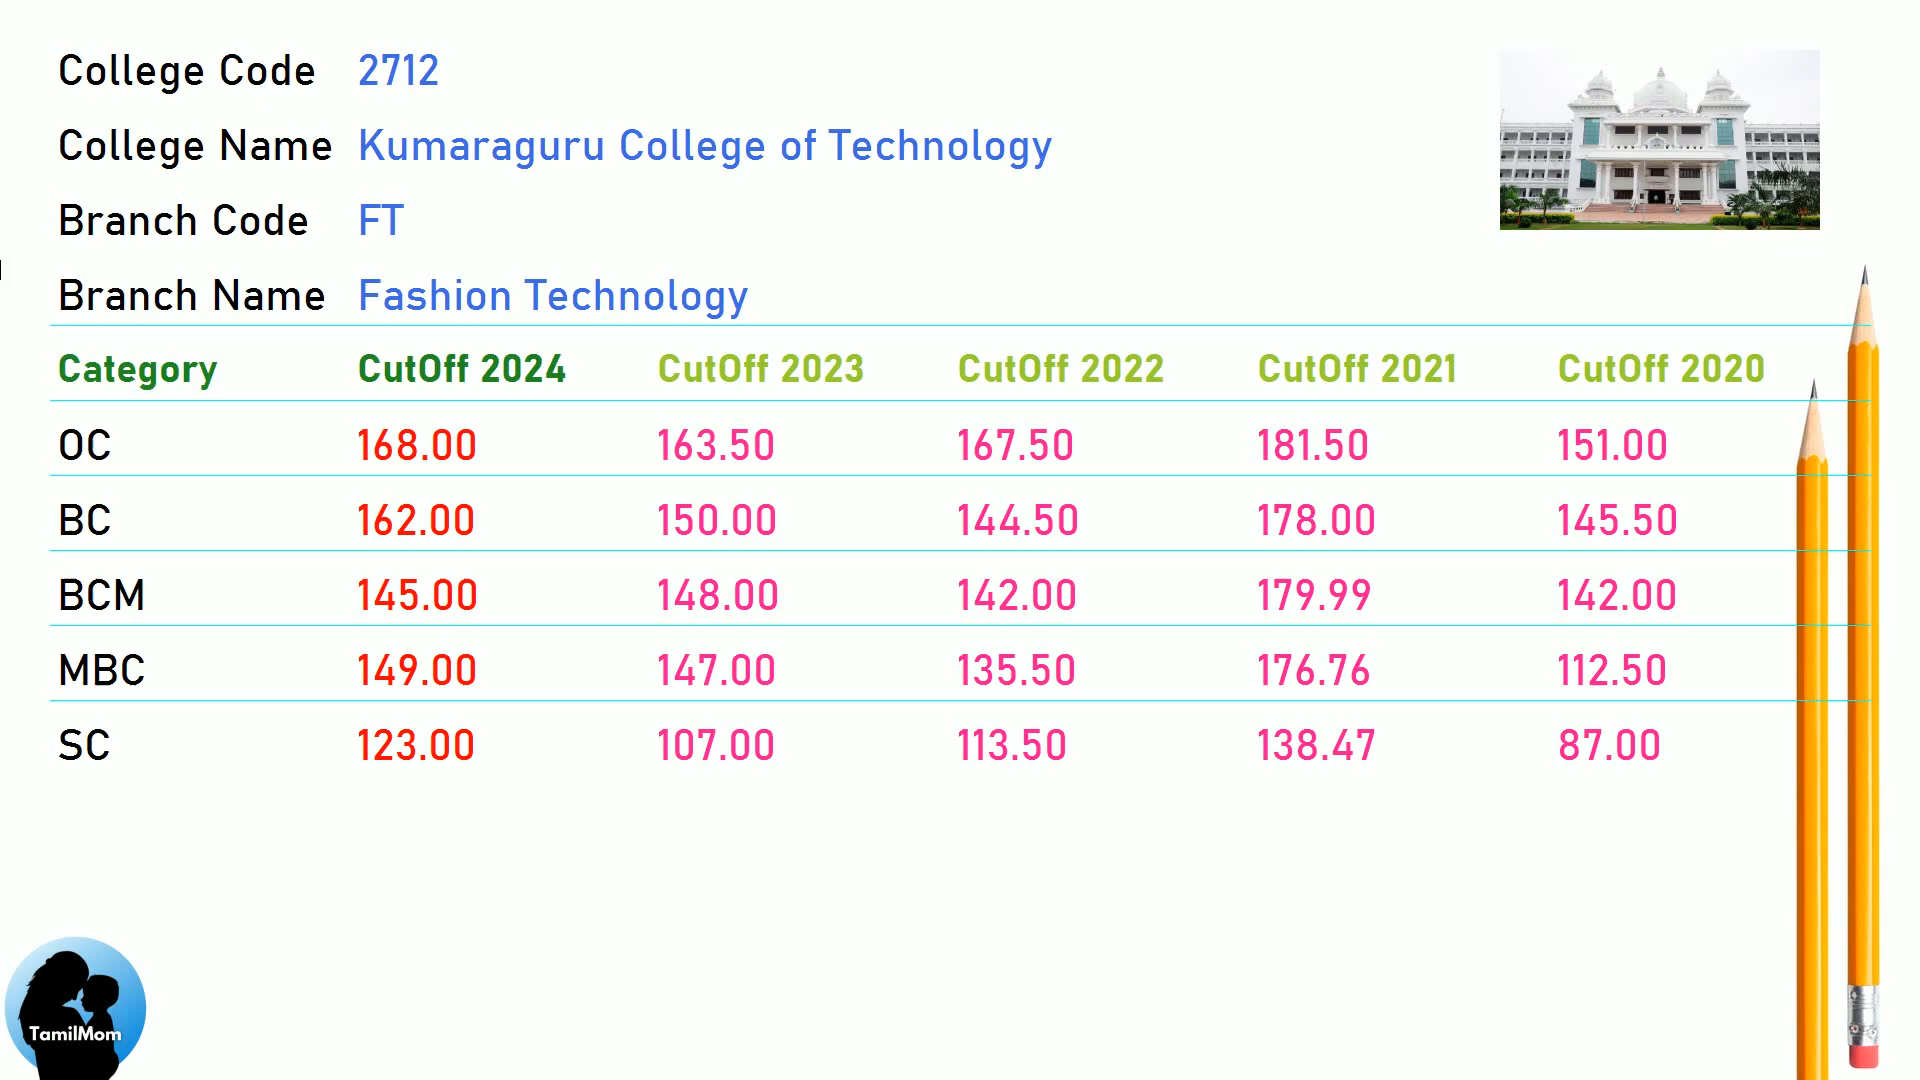 College Code 2712
College Name Kumaraguru College of Technology
Branch Code FT
Branch Name Fashion Technology
Category CutOff 2024 CutOff 2023 CutOff 2022 CutOff 2021 CutOff 2020
OC 168.00 163.50 167.50 181.50 151.00
BC 162.00 150.00 144.50 178.00 145.50
BCM 145.00 148.00 142.00 179.99 142.00
MBC 149.00 147.00 135.50 176.76 112.50
SC 123.00 107.00 113.50 138.47 87.00
TamilMom